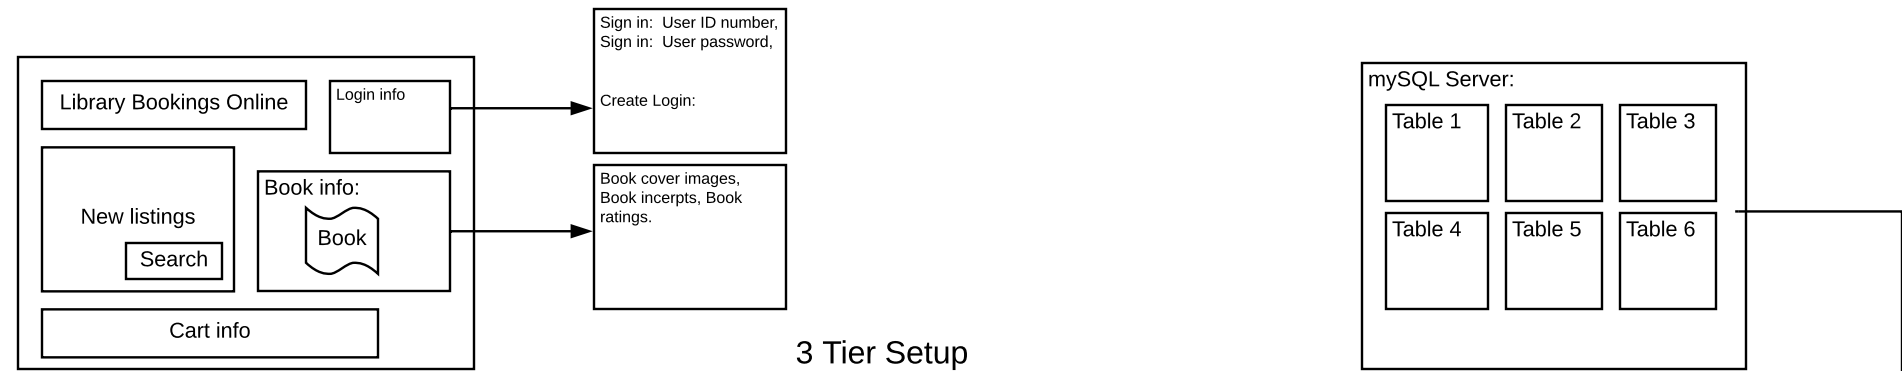 Library Bookings Online
Login info
New listings
Search
Book info:
Book
Cart info
Sign in:  User ID number,
Sign in:  User password,
Create Login:
Book cover images,
Book incerpts, Book
ratings.
3 Tier Setup
mySQL Server:
Table 1
Table 2
Table 3
Table 4
Table 5
Table 6